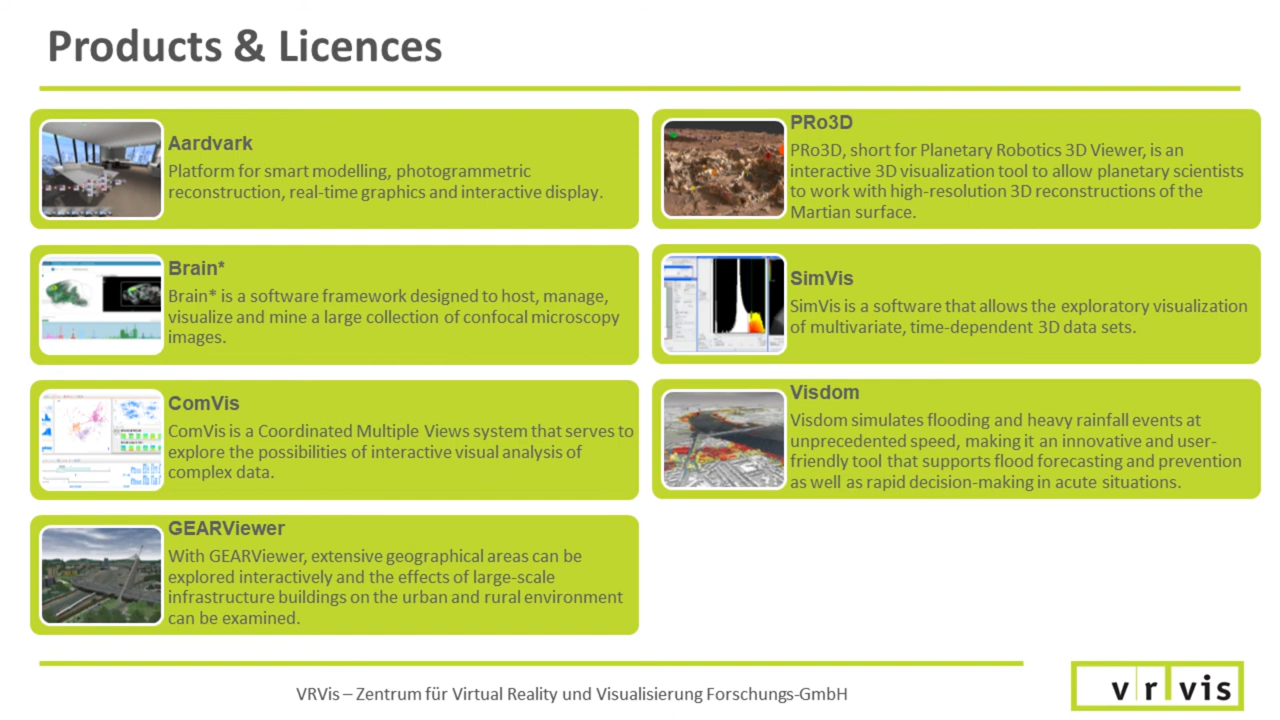 Products & Licences
Aardvark
Platform for smart modelling, photogrammetric
reconstruction, real-time graphics and interactive display.
Brain*
Brain* is a software framework designed to host, manage,
visualize and mine a large collection of confocal microscopy
images.
ComVis
ComVis is a Coordinated Multiple Views system that serves to
explore the possibilities of interactive visual analysis of
complex data.
GEARViewer
With GEARViewer, extensive geographical areas can be
explored interactively and the effects of large-scale
infrastructure buildings on the urban and rural environment
can be examined.
PRo3D
PRo3D, short for Planetary Robotics 3D Viewer, is an
interactive 3D visualization tool to allow planetary scientists
to work with high-resolution 3D reconstructions of the
Martian surface.
SimVis
SimVis is a software that allows the exploratory visualization
of multivariate, time-dependent 3D data sets.
Visdom
Visdom simulates flooding and heavy rainfall events at
unprecedented speed, making it an innovative and user-
friendly tool that supports flood forecasting and prevention
as well as rapid decision-making in acute situations.
VRVis – Zentrum für Virtual Reality und Visualisierung Forschungs-GmbH
vrvis